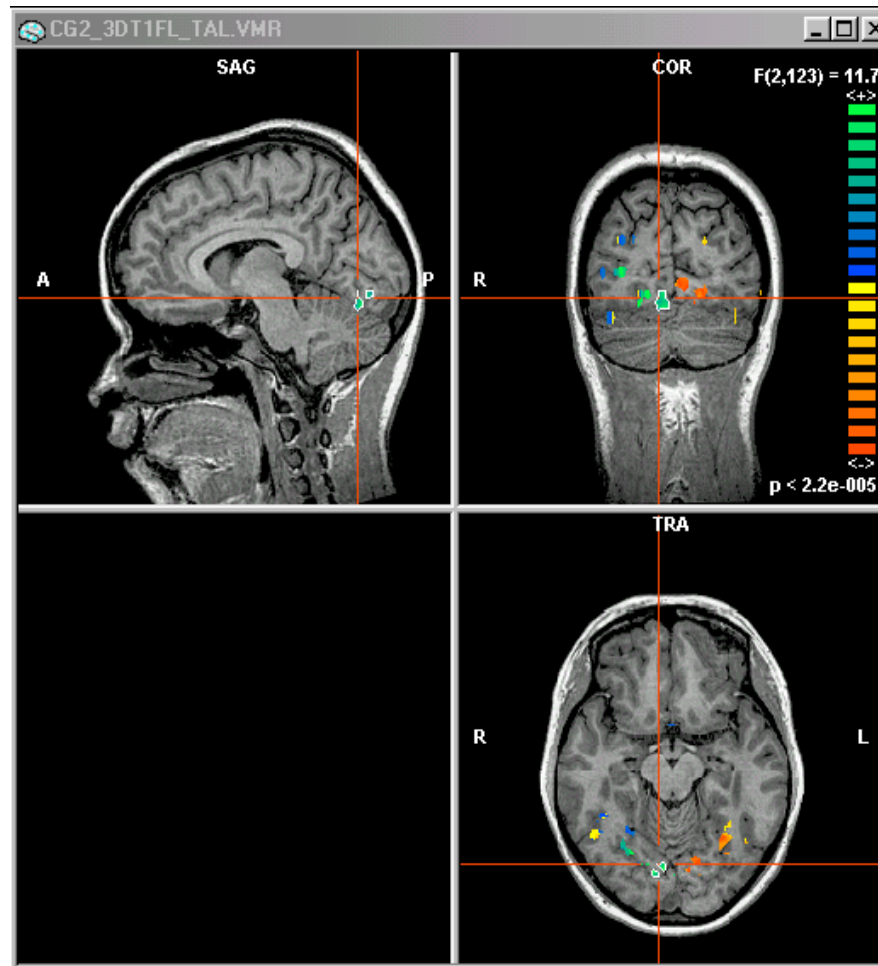 CG2_3DT1FL_TAL.VMR
SAG
COR
F(2,123) = 11.7
<+>
A
P
R
<->
p < 2.2e-005
TRA
R
L